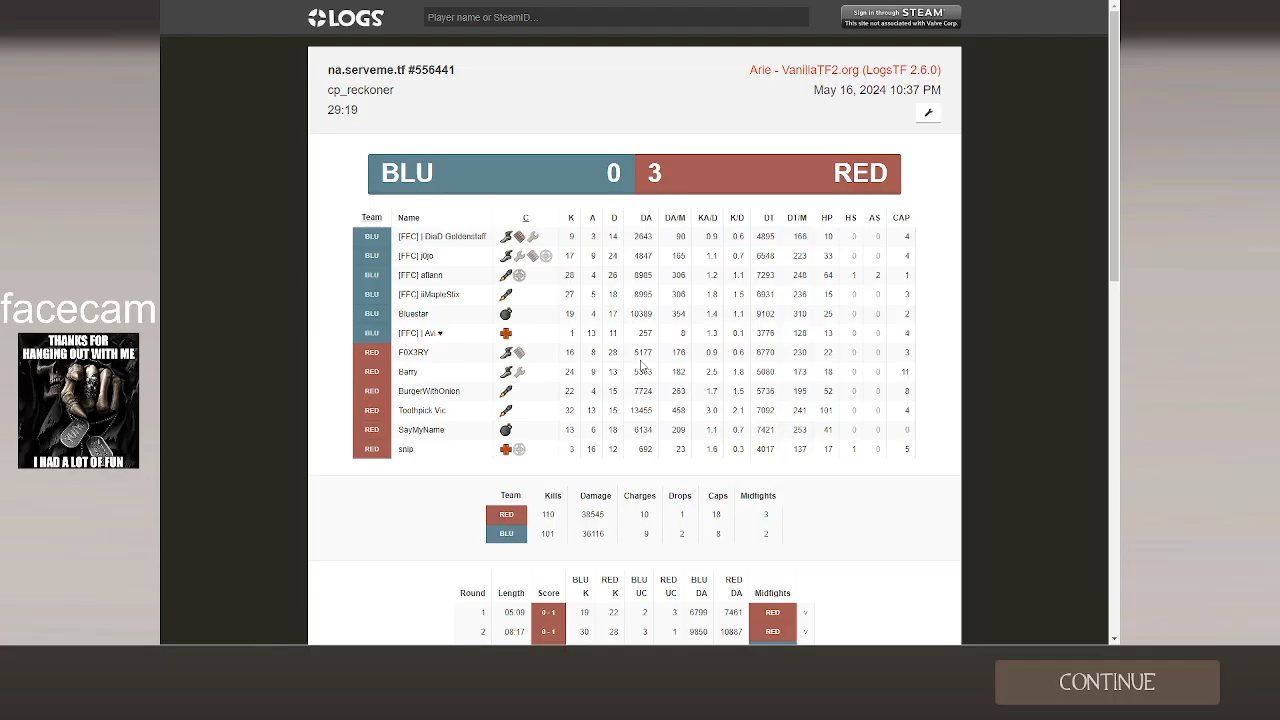 LOGS
Player name or SteamID...
Sign in through STEAM
This site not associated with Valve Corp.
na.serveme.tf #556441
Arie - VanillaTF2.org (LogsTF 2.6.0)
cp_reckoner
May 16, 2024 10:37 PM
29:19
BLU 0 3 RED
Team Name C K A D DA DA/M KA/D K/D DT DT/M HP HS AS CAP
BLU [FFC] | DiaD Goldenstaff 9 3 14 2643 90 0.9 0.6 4895 166 10 0 0 4
BLU [FFC] j0jo 17 9 24 4847 165 1.1 0.7 6548 223 33 0 0 4
BLU [FFC] aflann 28 4 26 8985 306 1.2 1.1 7293 248 64 1 2 1
BLU [FFC] iiMapleStix 27 5 18 8995 306 1.8 1.5 6931 236 15 0 0 3
BLU Bluestar 19 4 17 10389 354 1.4 1.1 9102 310 25 0 0 2
BLU [FFC] | Avi ♥ 1 13 11 257 8 1.3 0.1 3776 128 13 0 0 4
RED F0X3RY 16 8 28 5177 176 0.9 0.6 6770 230 22 0 0 3
RED Barry 24 9 13 5363 182 2.5 1.8 5080 173 18 0 0 11
RED BurgerWithOnion 22 4 15 7724 263 1.7 1.5 5736 195 52 0 0 8
RED Toothpick Vic 32 13 15 13455 458 3.0 2.1 7092 241 101 0 0 4
RED SayMyName 13 6 18 6134 209 1.1 0.7 7421 253 41 0 0 0
RED snip 3 16 12 692 23 1.6 0.3 4017 137 17 1 0 5
Team Kills Damage Charges Drops Caps Midfights
RED 110 38545 10 1 18 3
BLU 101 36116 9 2 8 2
BLU RED BLU RED BLU RED
Round Length Score K K UC UC DA DA Midfights
1 05:09 0 - 1 19 22 2 3 6799 7461 RED v
2 08:17 0 - 1 30 28 3 1 9850 10887 RED v
facecam
THANKS FOR
HANGING OUT WITH ME
I HAD A LOT OF FUN
CONTINUE